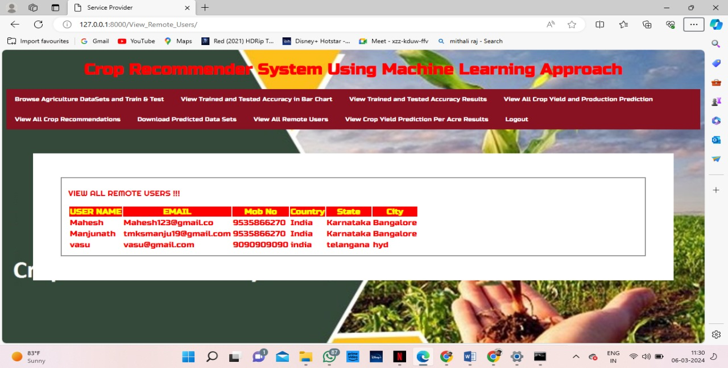 Service Provider
127.0.0.1:8000/View_Remote_Users/
Import favourites Gmail YouTube Maps Red (2021) HDRip T... Disney+ Hotstar -... Meet - xzz-kduw-ffv mithali raj - Search
Crop Recommender System Using Machine Learning Approach
Browse Agriculture DataSets and Train & Test View Trained and Tested Accuracy in Bar Chart View Trained and Tested Accuracy Results View All Crop Yield and Production Prediction
View All Crop Recommendations Download Predicted Data Sets View All Remote Users View Crop Yield Prediction Per Acre Results Logout
VIEW ALL REMOTE USERS !!!
USER NAME EMAIL Mob No Country State City
Mahesh Mahesh123@gmail.co 9535866270 India Karnataka Bangalore
Manjunath tmksmanju19@gmail.com 9535866270 India Karnataka Bangalore
vasu vasu@gmail.com 9090909090 india telangana hyd
83°F
Sunny
ENG
IN
11:30
06-03-2024